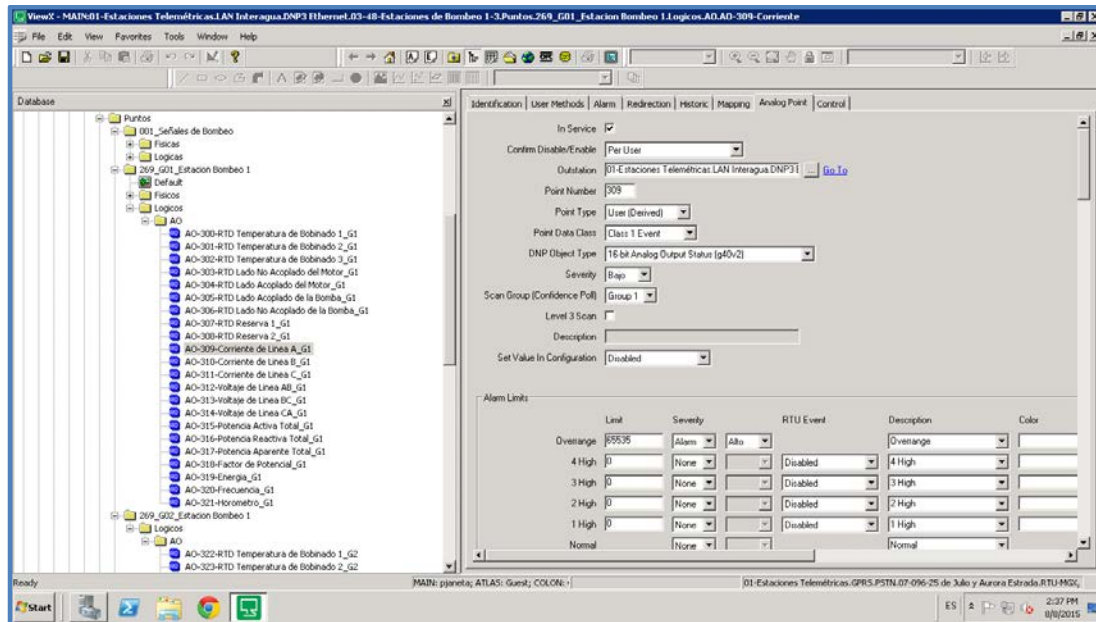 ViewX - MAIN:01-Estaciones Telemétricas.LAN Interagua.DNP3 Ethernet.03-48-Estaciones de Bombeo 1-3.Puntos.269_G01_Estacion Bombeo 1.Logicos.AO.AO-309-Corriente
File Edit View Favorites Tools Window Help
Database
Puntos
001_Señales de Bombeo
Fisicas
Logicas
269_G01_Estacion Bombeo 1
Default
Fisicos
Logicos
AO
AO-300-RTD Temperatura de Bobinado 1_G1
AO-301-RTD Temperatura de Bobinado 2_G1
AO-302-RTD Temperatura de Bobinado 3_G1
AO-303-RTD Lado No Acoplado del Motor_G1
AO-304-RTD Lado Acoplado del Motor_G1
AO-305-RTD Lado Acoplado de la Bomba_G1
AO-306-RTD Lado No Acoplado de la Bomba_G1
AO-307-RTD Reserva 1_G1
AO-308-RTD Reserva 2_G1
AO-309-Corriente de Linea A_G1
AO-310-Corriente de Linea B_G1
AO-311-Corriente de Linea C_G1
AO-312-Voltaje de Linea AB_G1
AO-313-Voltaje de Linea BC_G1
AO-314-Voltaje de Linea CA_G1
AO-315-Potencia Activa Total_G1
AO-316-Potencia Reactiva Total_G1
AO-317-Potencia Aparente Total_G1
AO-318-Factor de Potencial_G1
AO-319-Energia_G1
AO-320-Frecuencia_G1
AO-321-Horometro_G1
269_G02_Estacion Bombeo 1
Logicos
AO
AO-322-RTD Temperatura de Bobinado 1_G2
AO-323-RTD Temperatura de Bobinado 2_G2
Identification User Methods Alarm Redirection Historic Mapping Analog Point Control
In Service
Confirm Disable/Enable Per User
Outstation 01-Estaciones Telemétricas.LAN Interagua.DNP3 E ... Go To
Point Number 309
Point Type User (Derived)
Point Data Class Class 1 Event
DNP Object Type 16-bit Analog Output Status (g40v2)
Severity Bajo
Scan Group (Confidence Poll) Group 1
Level 3 Scan
Description
Set Value In Configuration Disabled
Alarm Limits
Limit Severity RTU Event Description Color
Overrange 65535 Alarm Alto Overrange
4 High 0 None Disabled 4 High
3 High 0 None Disabled 3 High
2 High 0 None Disabled 2 High
1 High 0 None Disabled 1 High
Normal None Normal
Ready MAIN: pjaneta; ATLAS: Guest; COLON: 01-Estaciones Telemétricas.GPRS.PSTN.07-096-25 de Julio y Aurora Estrada.RTU-MGX,
Start ES 2:37 PM
8/8/2015